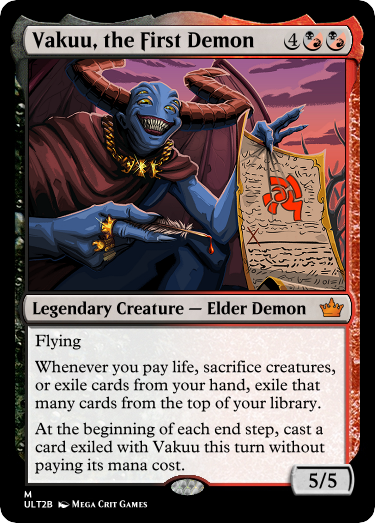 Vakuu, the First Demon 4
Legendary Creature — Elder Demon
Flying
Whenever you pay life, sacrifice creatures,
or exile cards from your hand, exile that
many cards from the top of your library.
At the beginning of each end step, cast a
card exiled with Vakuu this turn without
paying its mana cost.
5/5
M
ULT2B Mega Crit Games